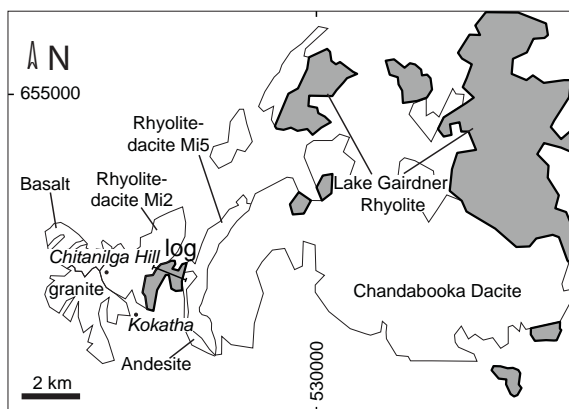 N
655000
Rhyolite-
dacite Mi5
Basalt
Rhyolite-
dacite Mi2
Lake Gairdner
Rhyolite
Chitanilga Hill
log
granite
Chandabooka Dacite
Kokatha
Andesite
2 km
530000